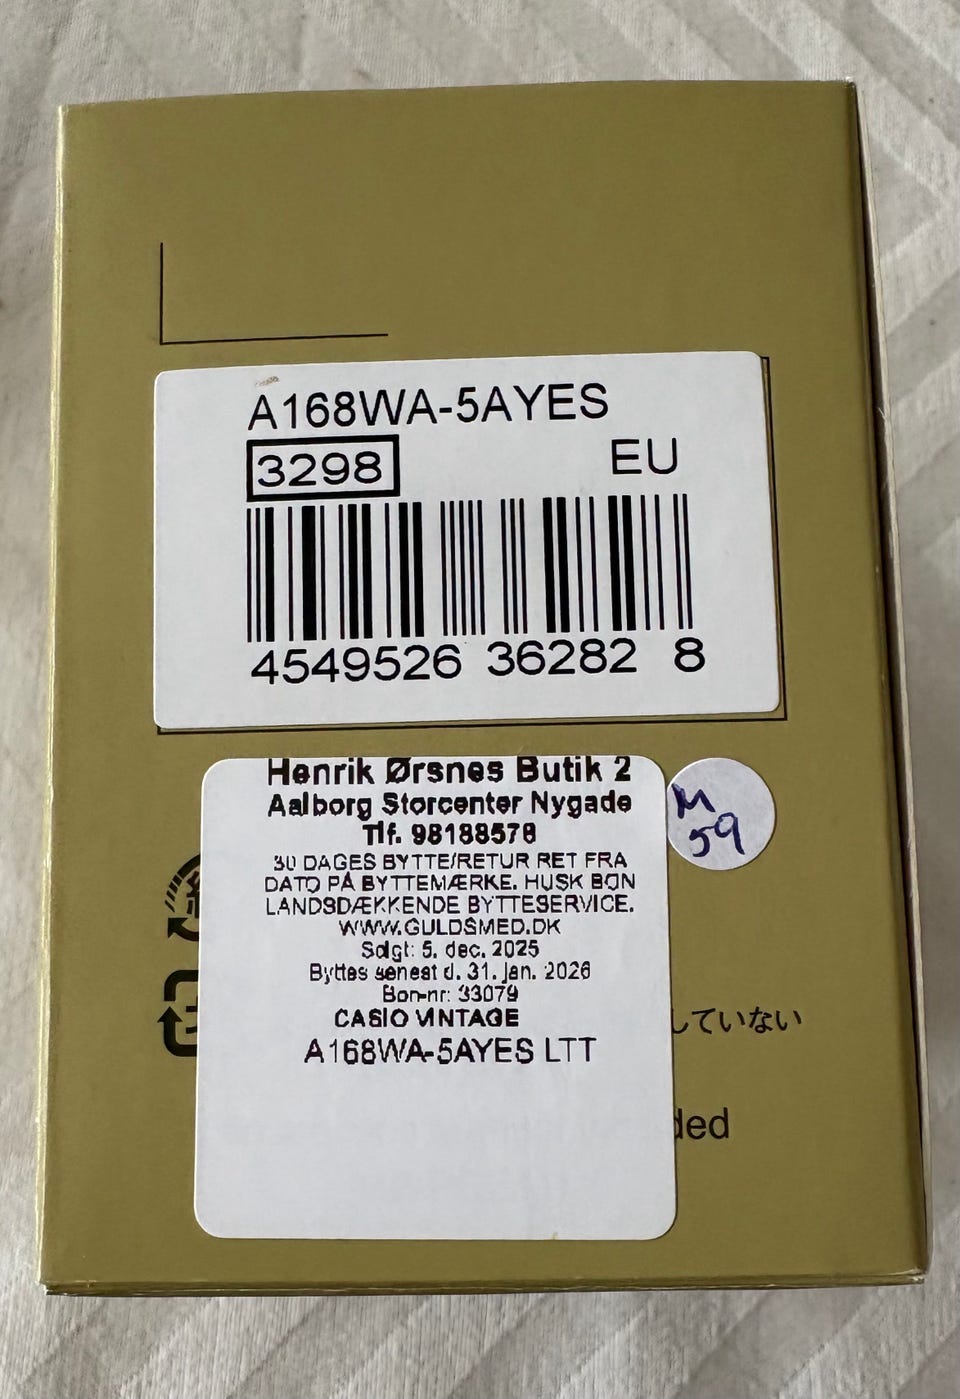 A168WA-5AYES
3298 EU
4549526 36282 8
Henrik Ørsnes Butik 2
Aalborg Storcenter Nygade
Tlf. 98188578
30 DAGES BYTTE/RETUR RET FRA
DATO PÅ BYTTEMÆRKE. HUSK BON
LANDSDÆKKENDE BYTTESERVICE.
WWW.GULDSMED.DK
Solgt: 5. dec. 2025
Byttes senest d. 31. jan. 2026
Bon-nr: 33079
CASIO VINTAGE
A168WA-5AYES LTT
M
59
していない
ded